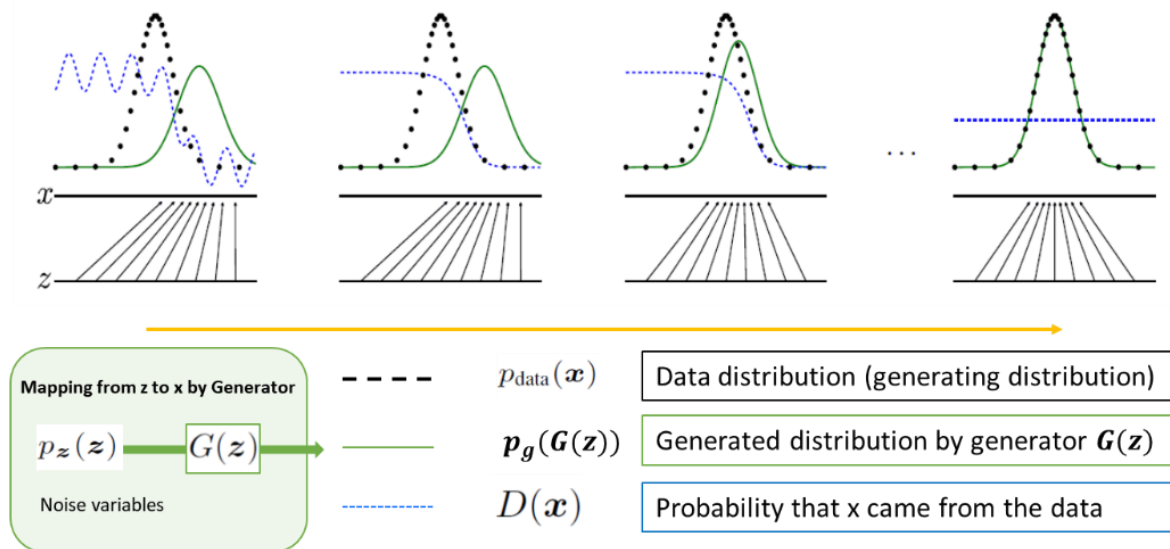 x
z
...
Mapping from z to x by Generator
p_z(z) G(z)
Noise variables
p_data(x) Data distribution (generating distribution)
p_g(G(z)) Generated distribution by generator G(z)
D(x) Probability that x came from the data